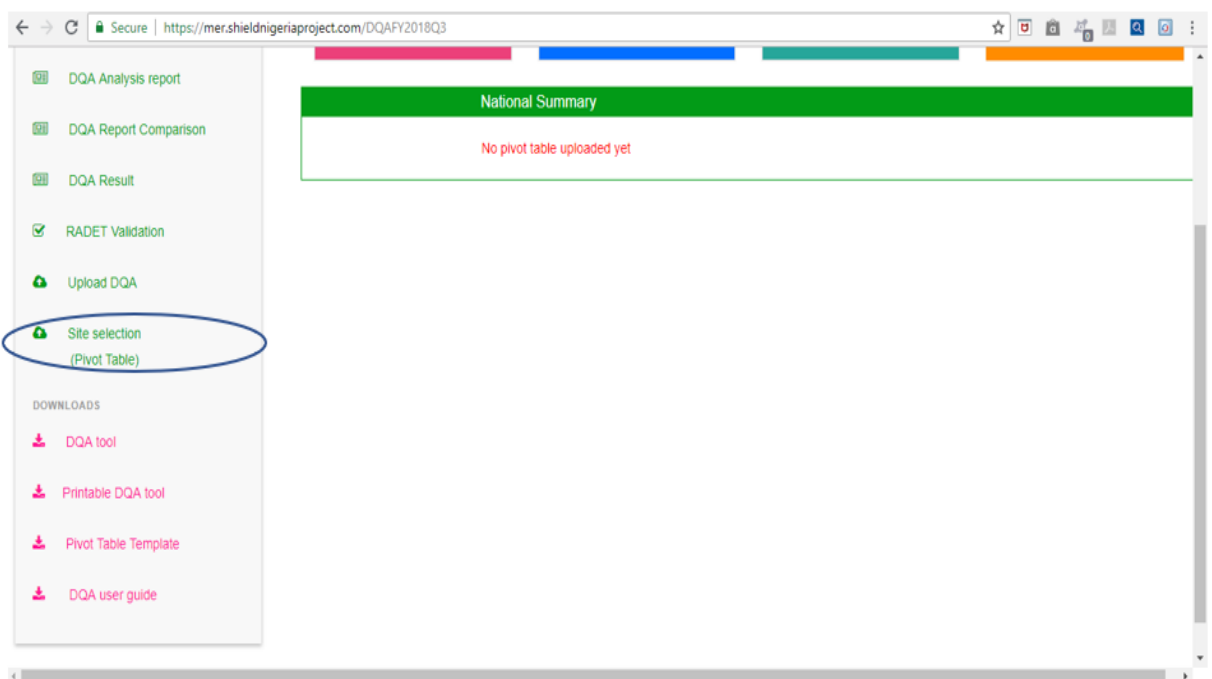 Secure | https://mer.shieldnigeriaproject.com/DQAFY2018Q3
DQA Analysis report
DQA Report Comparison
DQA Result
RADET Validation
Upload DQA
Site selection
(Pivot Table)
DOWNLOADS
DQA tool
Printable DQA tool
Pivot Table Template
DQA user guide
National Summary
No pivot table uploaded yet